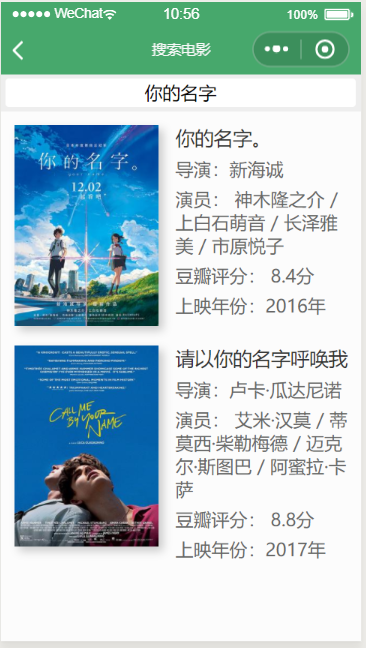 WeChat 10:56 100%
搜索电影
你的名字
你的名字。
12.02
你的名字。
导演：新海诚
演员： 神木隆之介 /
上白石萌音 / 长泽雅
美 / 市原悦子
豆瓣评分： 8.4分
上映年份：2016年
CALL ME
BY YOUR
NAME
请以你的名字呼唤我
导演：卢卡·瓜达尼诺
演员： 艾米·汉莫 / 蒂
莫西·柴勒梅德 / 迈克
尔·斯图巴 / 阿蜜拉·卡
萨
豆瓣评分： 8.8分
上映年份：2017年